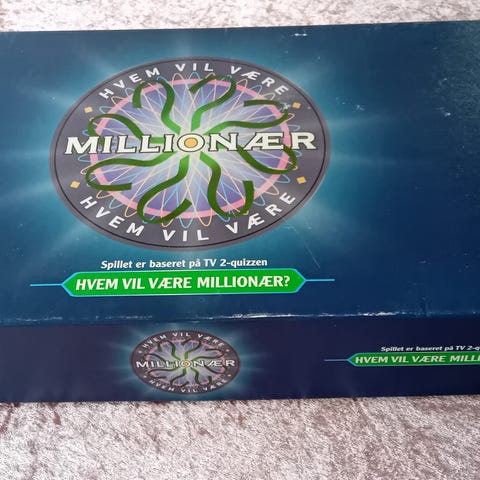 HVEM VIL VÆRE
MILLIONÆR
HVEM VIL VÆRE
Spillet er baseret på TV 2-quizzen
HVEM VIL VÆRE MILLIONÆR?
HVEM VIL VÆRE
MILLIONÆR
HVEM VIL VÆRE
Spillet er baseret på TV 2-q
HVEM VIL VÆRE MILL